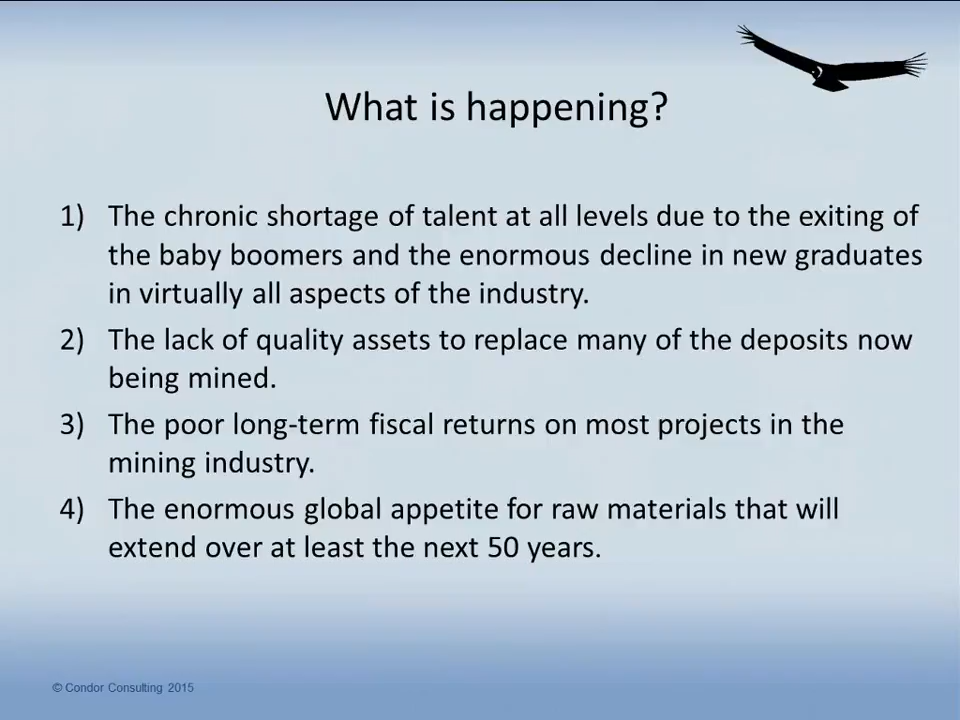 What is happening?
1) The chronic shortage of talent at all levels due to the exiting of
the baby boomers and the enormous decline in new graduates
in virtually all aspects of the industry.
2) The lack of quality assets to replace many of the deposits now
being mined.
3) The poor long-term fiscal returns on most projects in the
mining industry.
4) The enormous global appetite for raw materials that will
extend over at least the next 50 years.
© Condor Consulting 2015